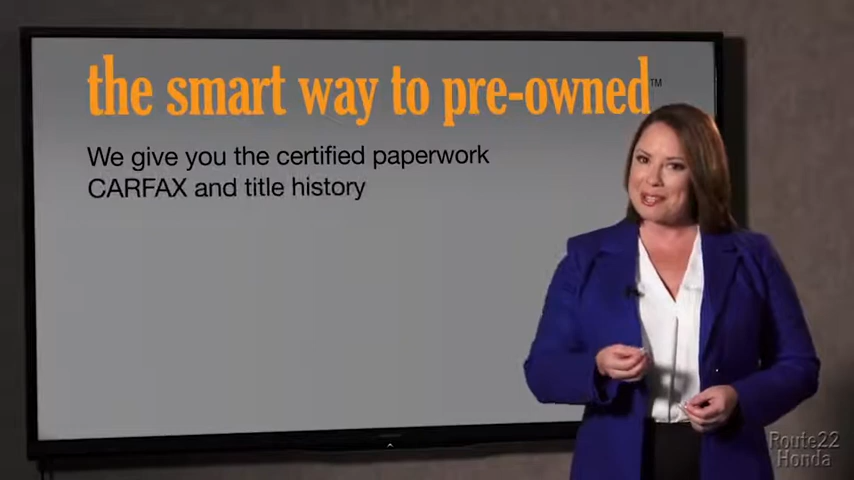 the smart way to pre-owned™
We give you the certified paperwork
CARFAX and title history
Route22
Honda